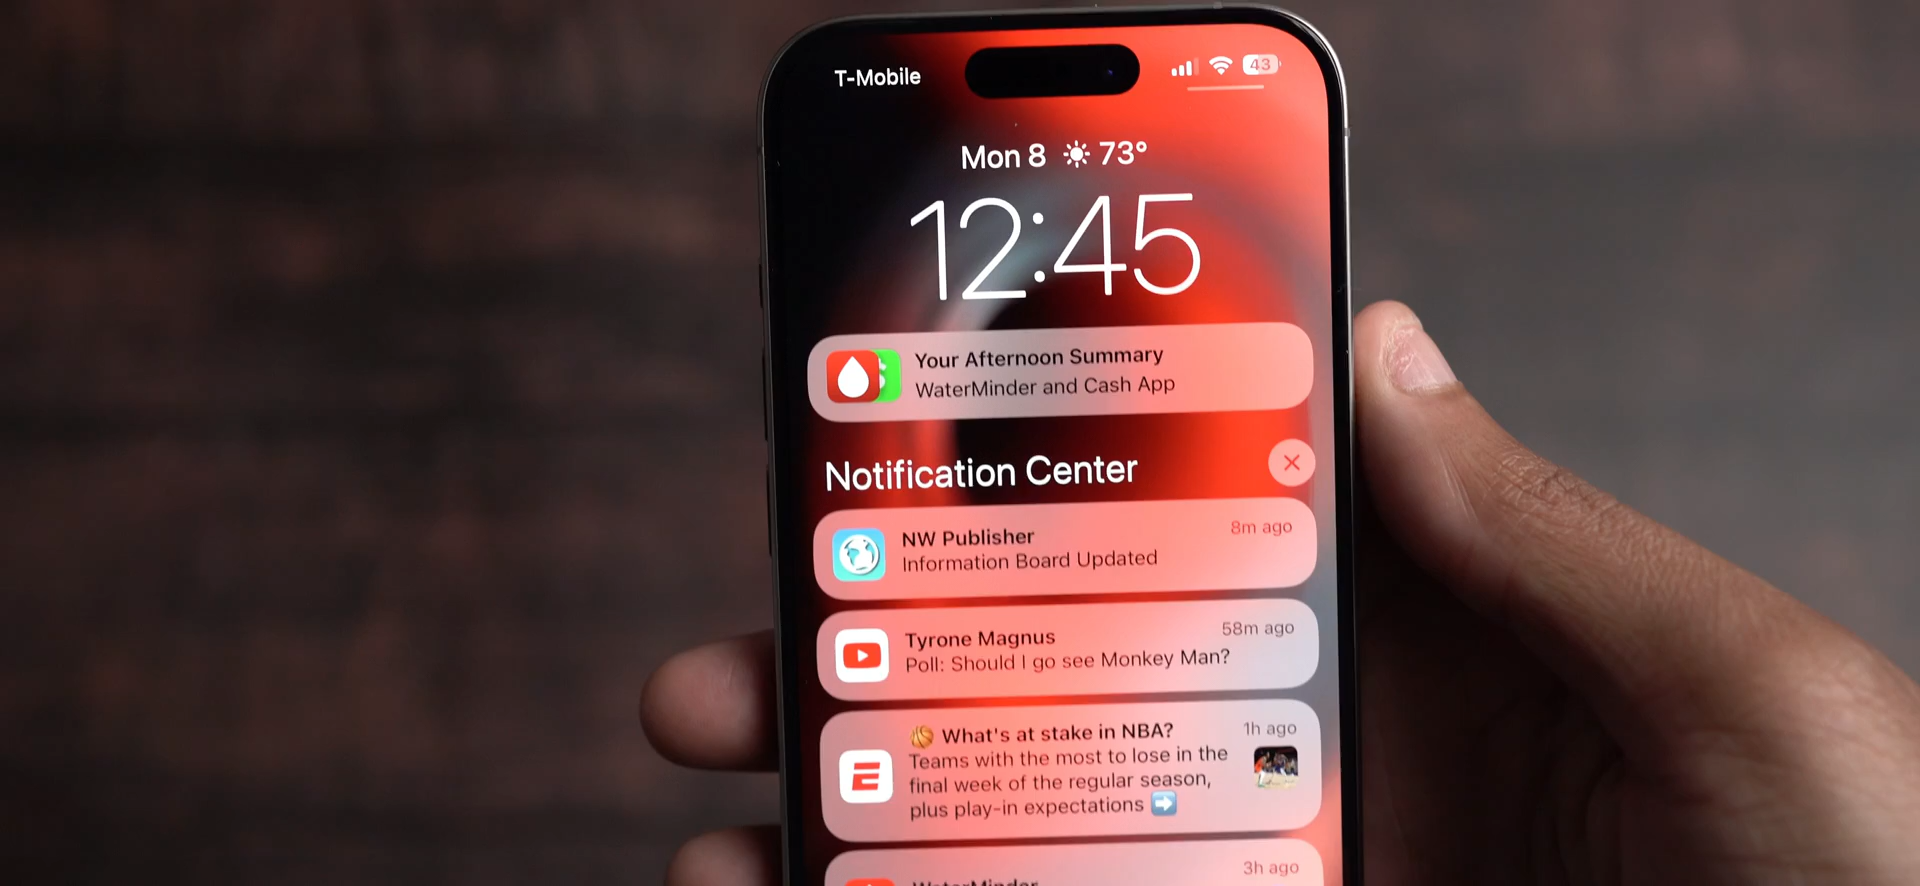 T-Mobile
43
Mon 8 73°
12:45
Your Afternoon Summary
WaterMinder and Cash App
Notification Center
NW Publisher
8m ago
Information Board Updated
Tyrone Magnus
58m ago
Poll: Should I go see Monkey Man?
🏀 What's at stake in NBA?
1h ago
Teams with the most to lose in the
final week of the regular season,
plus play-in expectations ➡️
3h ago
WaterMinder